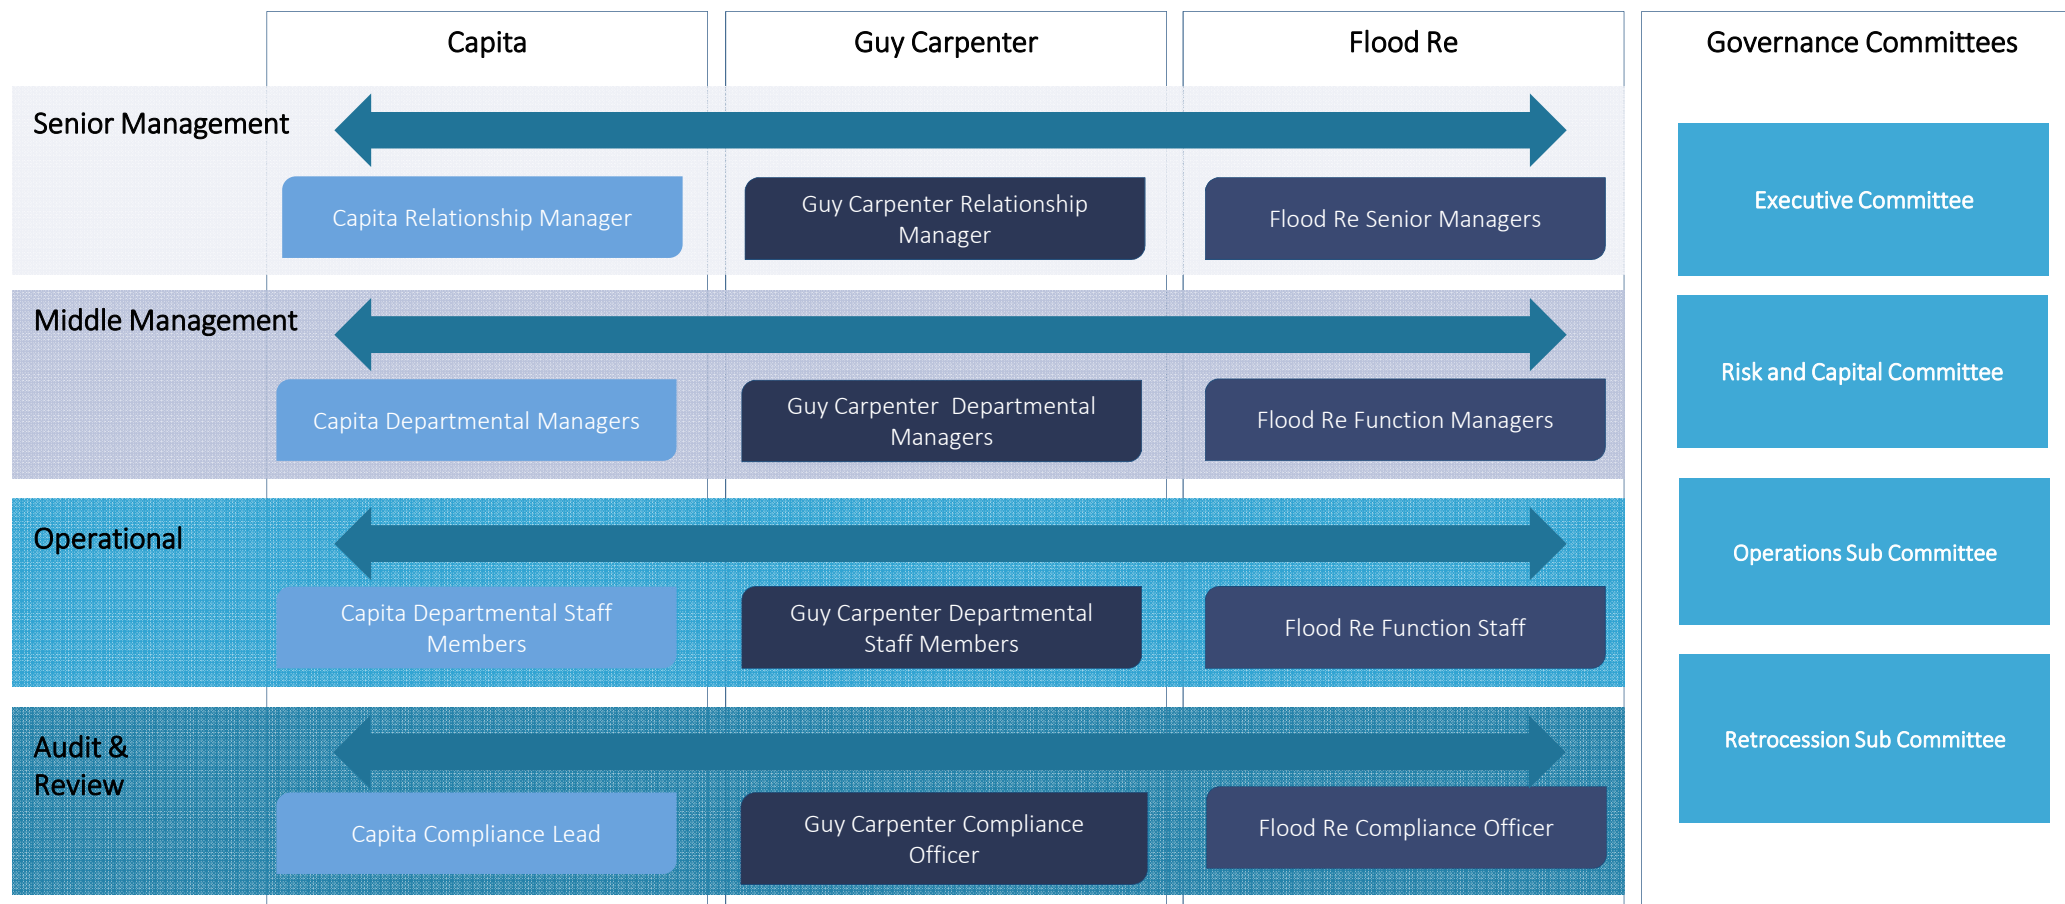 Capita
Guy Carpenter
Flood Re
Governance Committees
Senior Management
Capita Relationship Manager
Guy Carpenter Relationship
Manager
Flood Re Senior Managers
Executive Committee
Middle Management
Capita Departmental Managers
Guy Carpenter  Departmental
Managers
Flood Re Function Managers
Risk and Capital Committee
Operational
Capita Departmental Staff
Members
Guy Carpenter Departmental
Staff Members
Flood Re Function Staff
Operations Sub Committee
Audit &
Review
Capita Compliance Lead
Guy Carpenter Compliance
Officer
Flood Re Compliance Officer
Retrocession Sub Committee